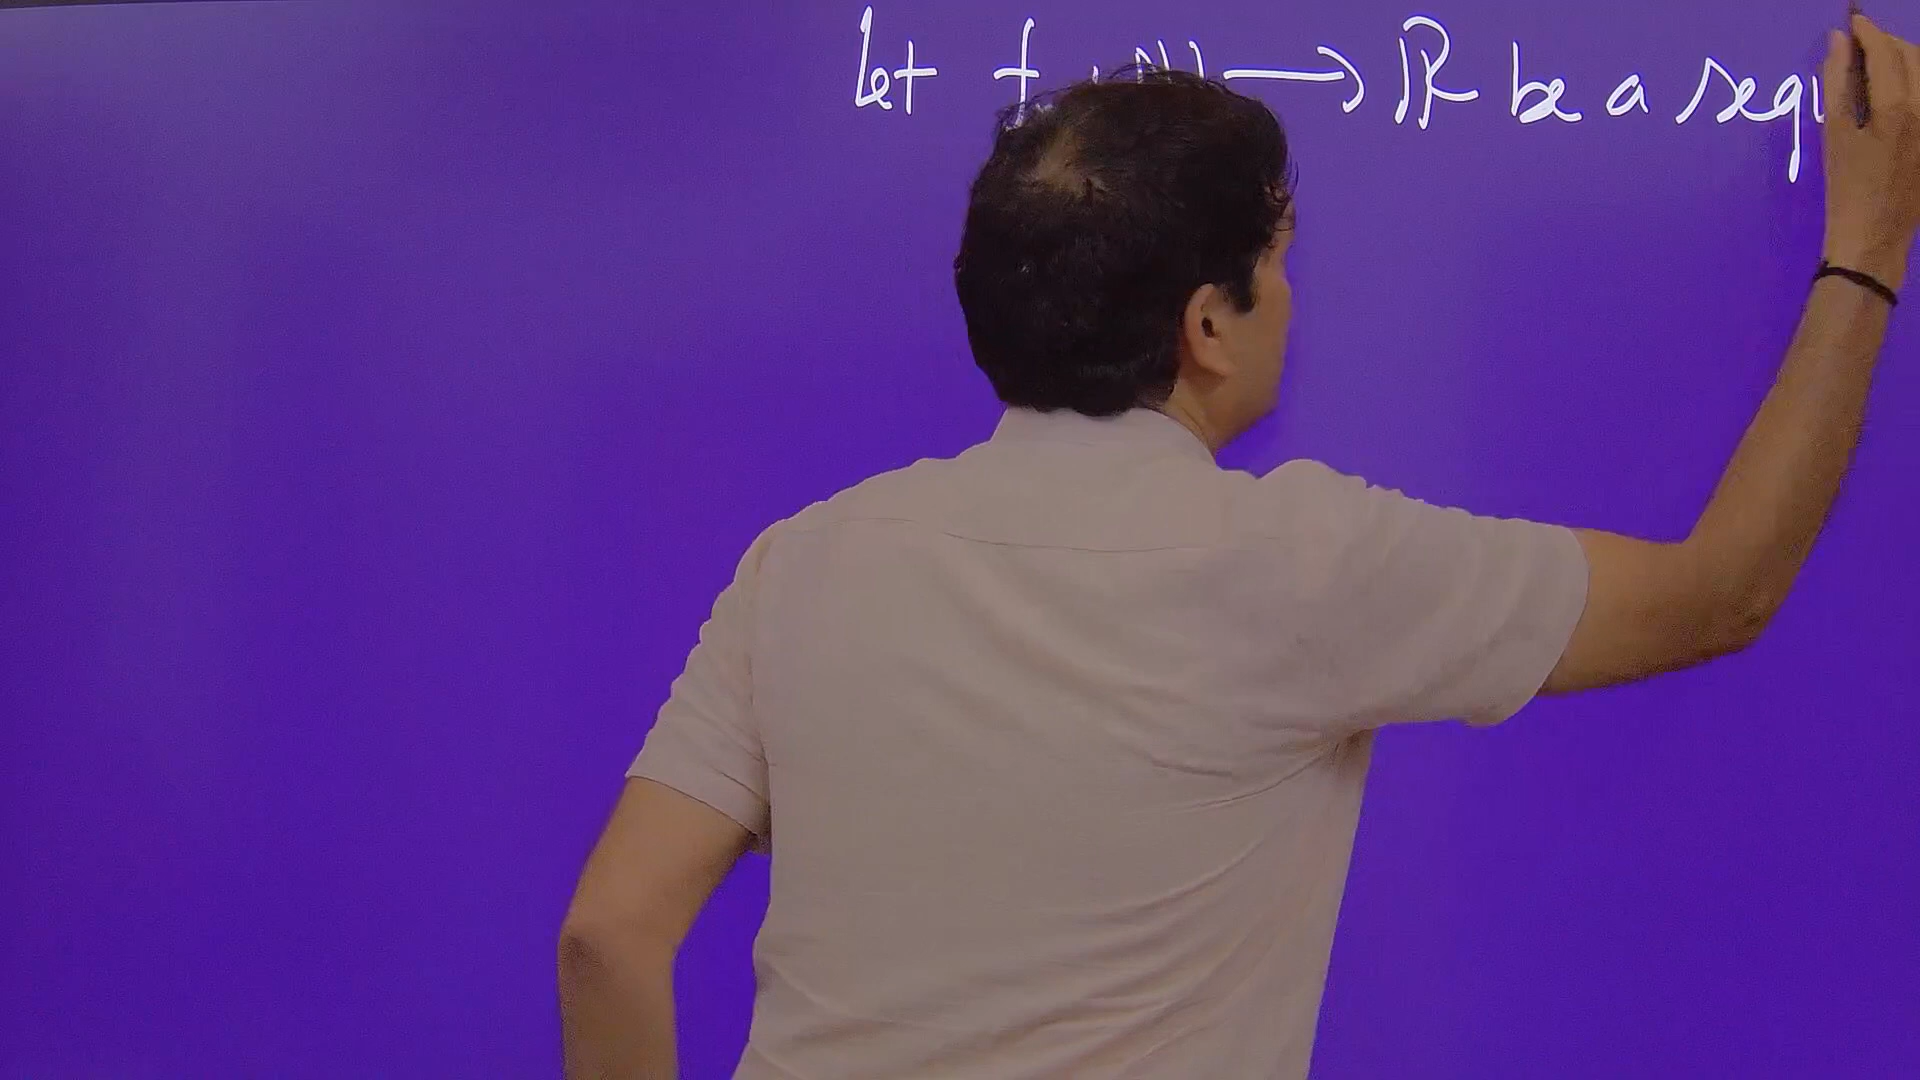 let f : ℕ → ℝ be a sequ